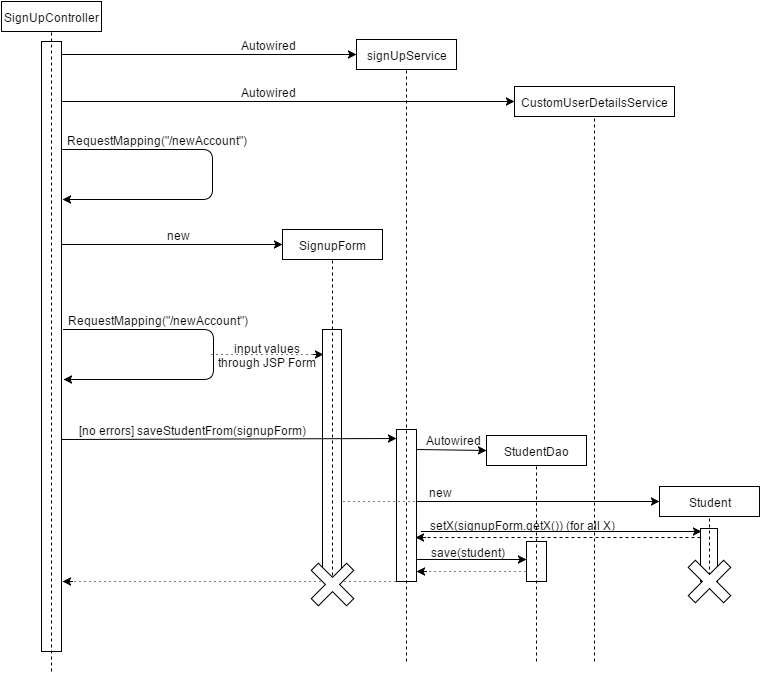 SignUpController
Autowired
signUpService
Autowired
CustomUserDetailsService
RequestMapping("/newAccount")
new
SignupForm
RequestMapping("/newAccount")
input values
through JSP Form
[no errors] saveStudentFrom(signupForm)
Autowired
StudentDao
new
Student
setX(signupForm.getX()) (for all X)
save(student)